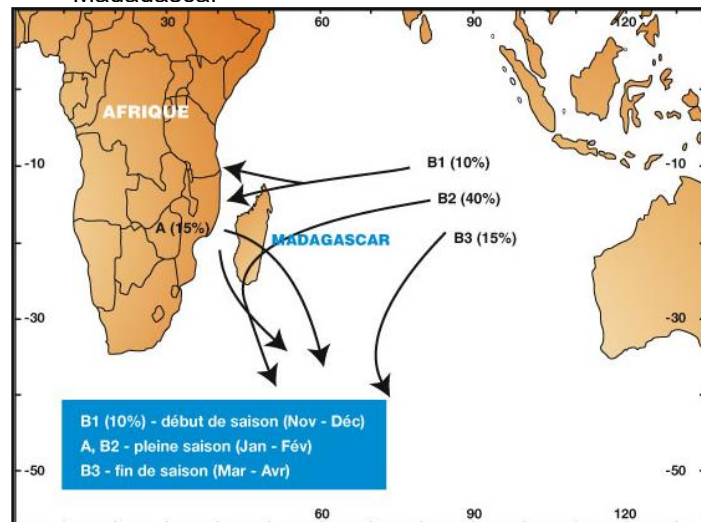 Madagascar
30 60 90 120
AFRIQUE
-10 B1 (10%) -10
B2 (40%)
A (15%) MADAGASCAR B3 (15%)
-30 -30
B1 (10%) - début de saison (Nov - Déc)
A, B2 - pleine saison (Jan - Fév)
B3 - fin de saison (Mar - Avr)
-50 -50
60 90 120